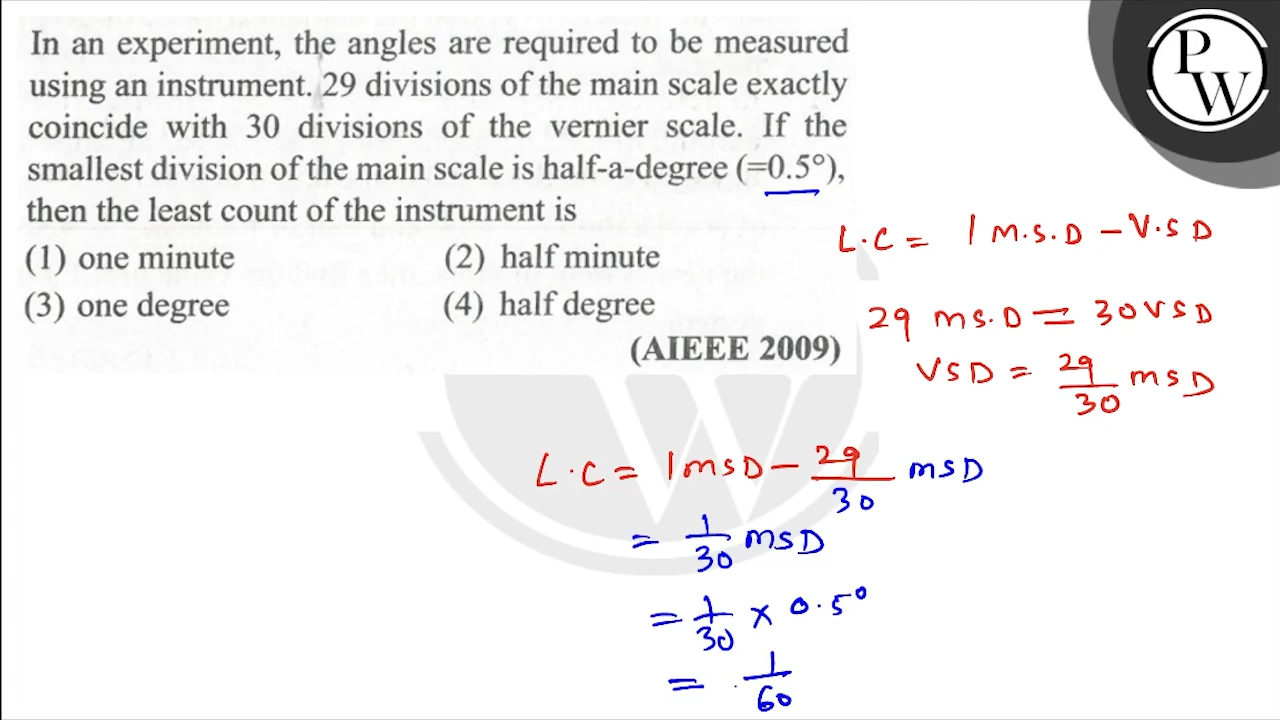 In an experiment, the angles are required to be measured
using an instrument. 29 divisions of the main scale exactly
coincide with 30 divisions of the vernier scale. If the
smallest division of the main scale is half-a-degree (=0.5°),
then the least count of the instrument is
(1) one minute (2) half minute
(3) one degree (4) half degree
(AIEEE 2009)
P
W
L.C = 1 M.S.D - V.S D
29 MS.D = 30 VSD
VSD = 29/30 MSD
L.C = 1 MSD - 29/30 MSD
= 1/30 MSD
= 1/30 x 0.5°
= 1/60